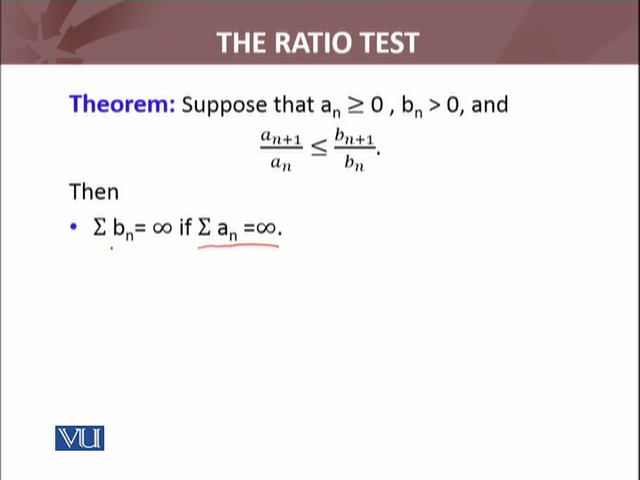 THE RATIO TEST
Theorem: Suppose that aₙ ≥ 0 , bₙ > 0, and
aₙ₊₁/aₙ ≤ bₙ₊₁/bₙ.
Then
• Σ bₙ= ∞ if Σ aₙ =∞.
VU